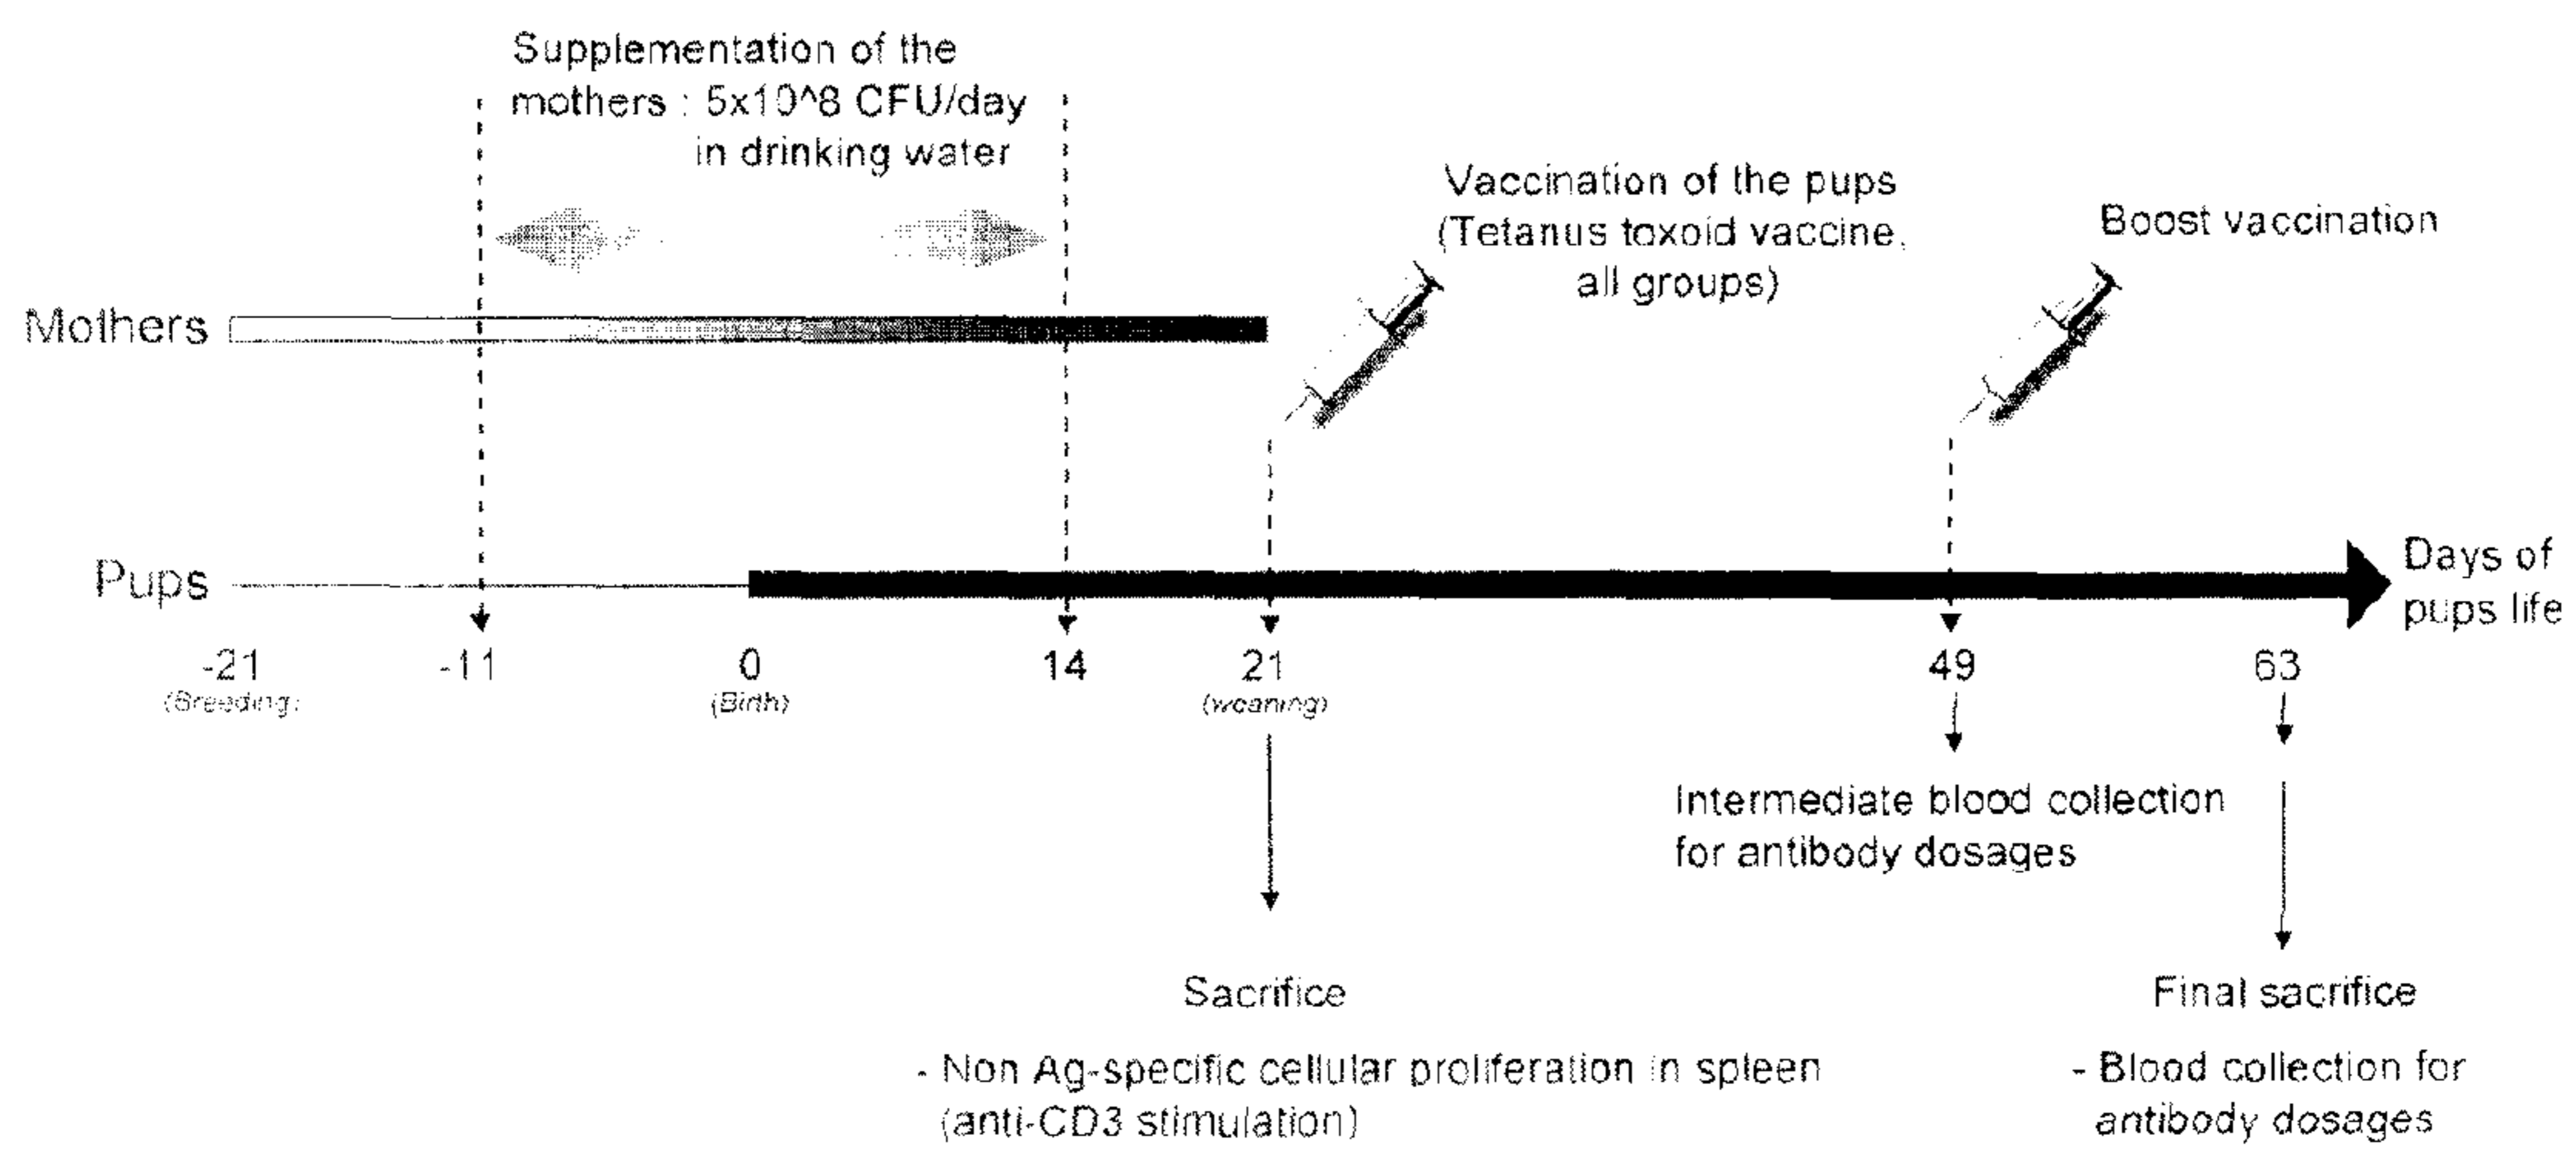 Supplementation of the
mothers : 5x10^8 CFU/day
in drinking water
Vaccination of the pups
(Tetanus toxoid vaccine,
all groups)
Boost vaccination
Mothers
Pups
Days of
pups life
-21
(Breeding)
-11
0
(Birth)
14
21
(weaning)
49
63
Intermediate blood collection
for antibody dosages
Sacrifice
- Non Ag-specific cellular proliferation in spleen
(anti-CD3 stimulation)
Final sacrifice
- Blood collection for
antibody dosages